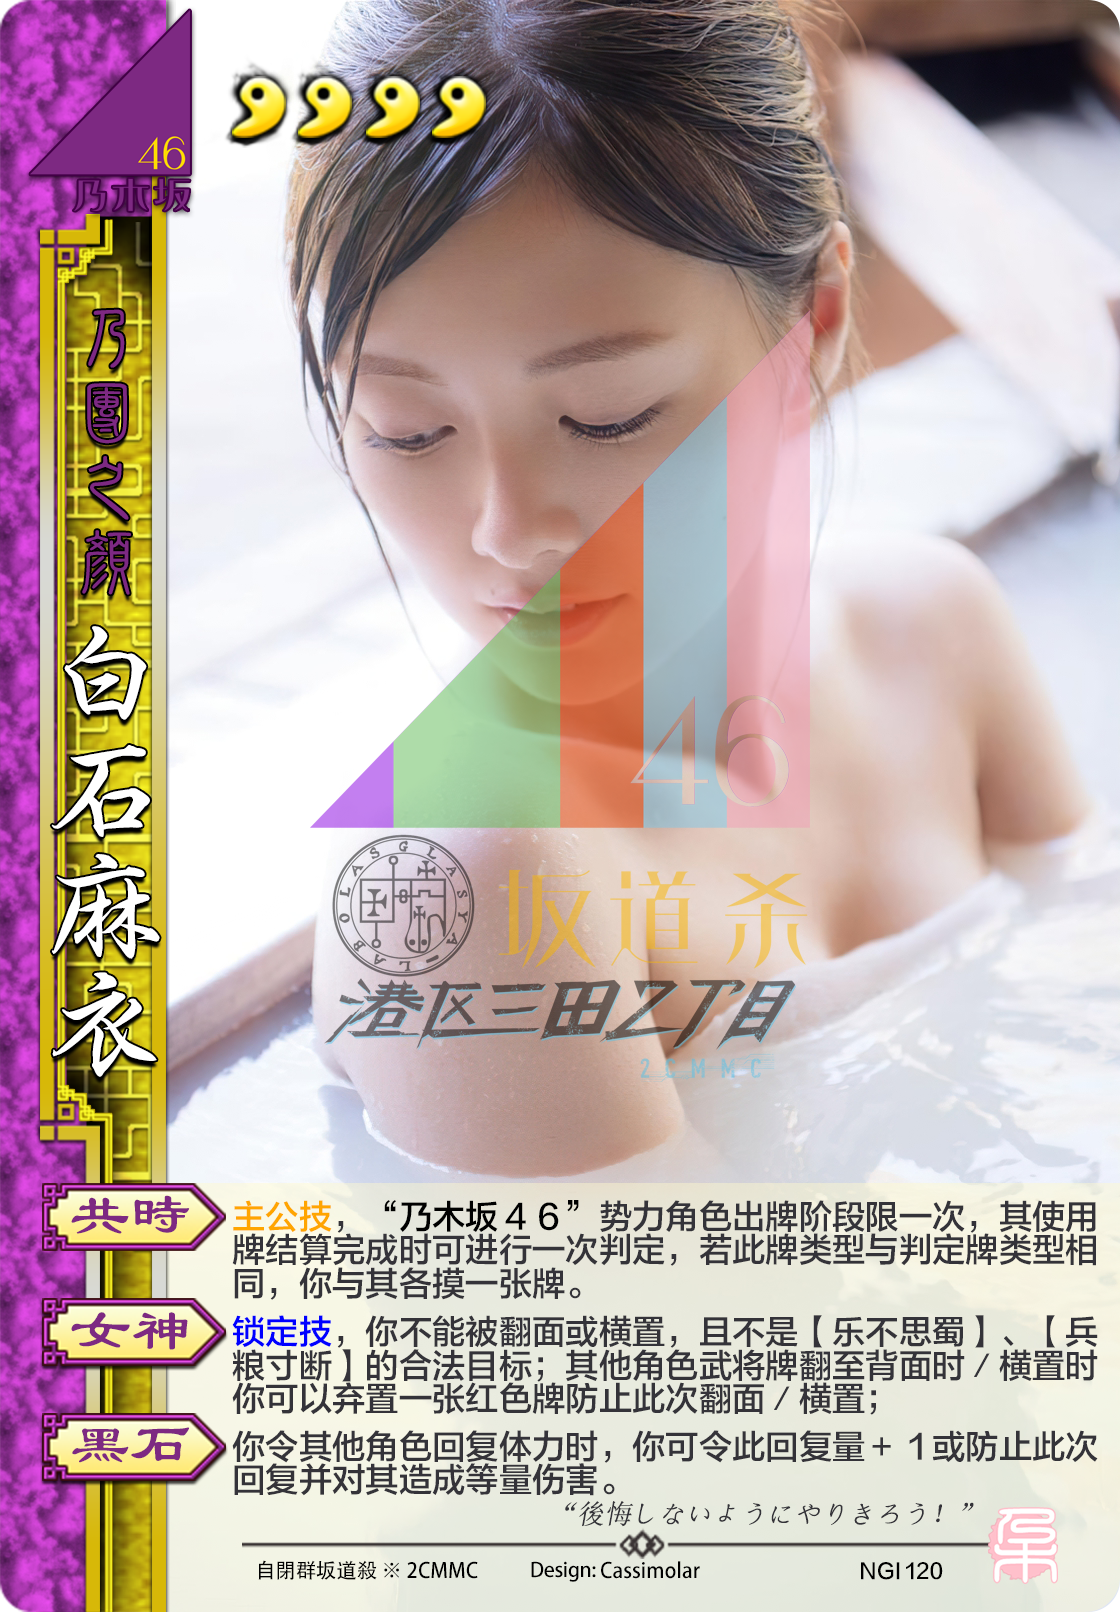 46
乃木坂
乃團之顏
白石麻衣
46
GLASYA-LABOLAS
坂道杀
港区三田乙丁目
2CMMC
共時
主公技，“乃木坂４６”势力角色出牌阶段限一次，其使用
牌结算完成时可进行一次判定，若此牌类型与判定牌类型相
同，你与其各摸一张牌。
女神
锁定技，你不能被翻面或横置，且不是【乐不思蜀】、【兵
粮寸断】的合法目标；其他角色武将牌翻至背面时／横置时
你可以弃置一张红色牌防止此次翻面／横置；
黑石
你令其他角色回复体力时，你可令此回复量＋１或防止此次
回复并对其造成等量伤害。
“後悔しないようにやりきろう！”
自閉群坂道殺 ※ 2CMMC Design: Cassimolar NGI120